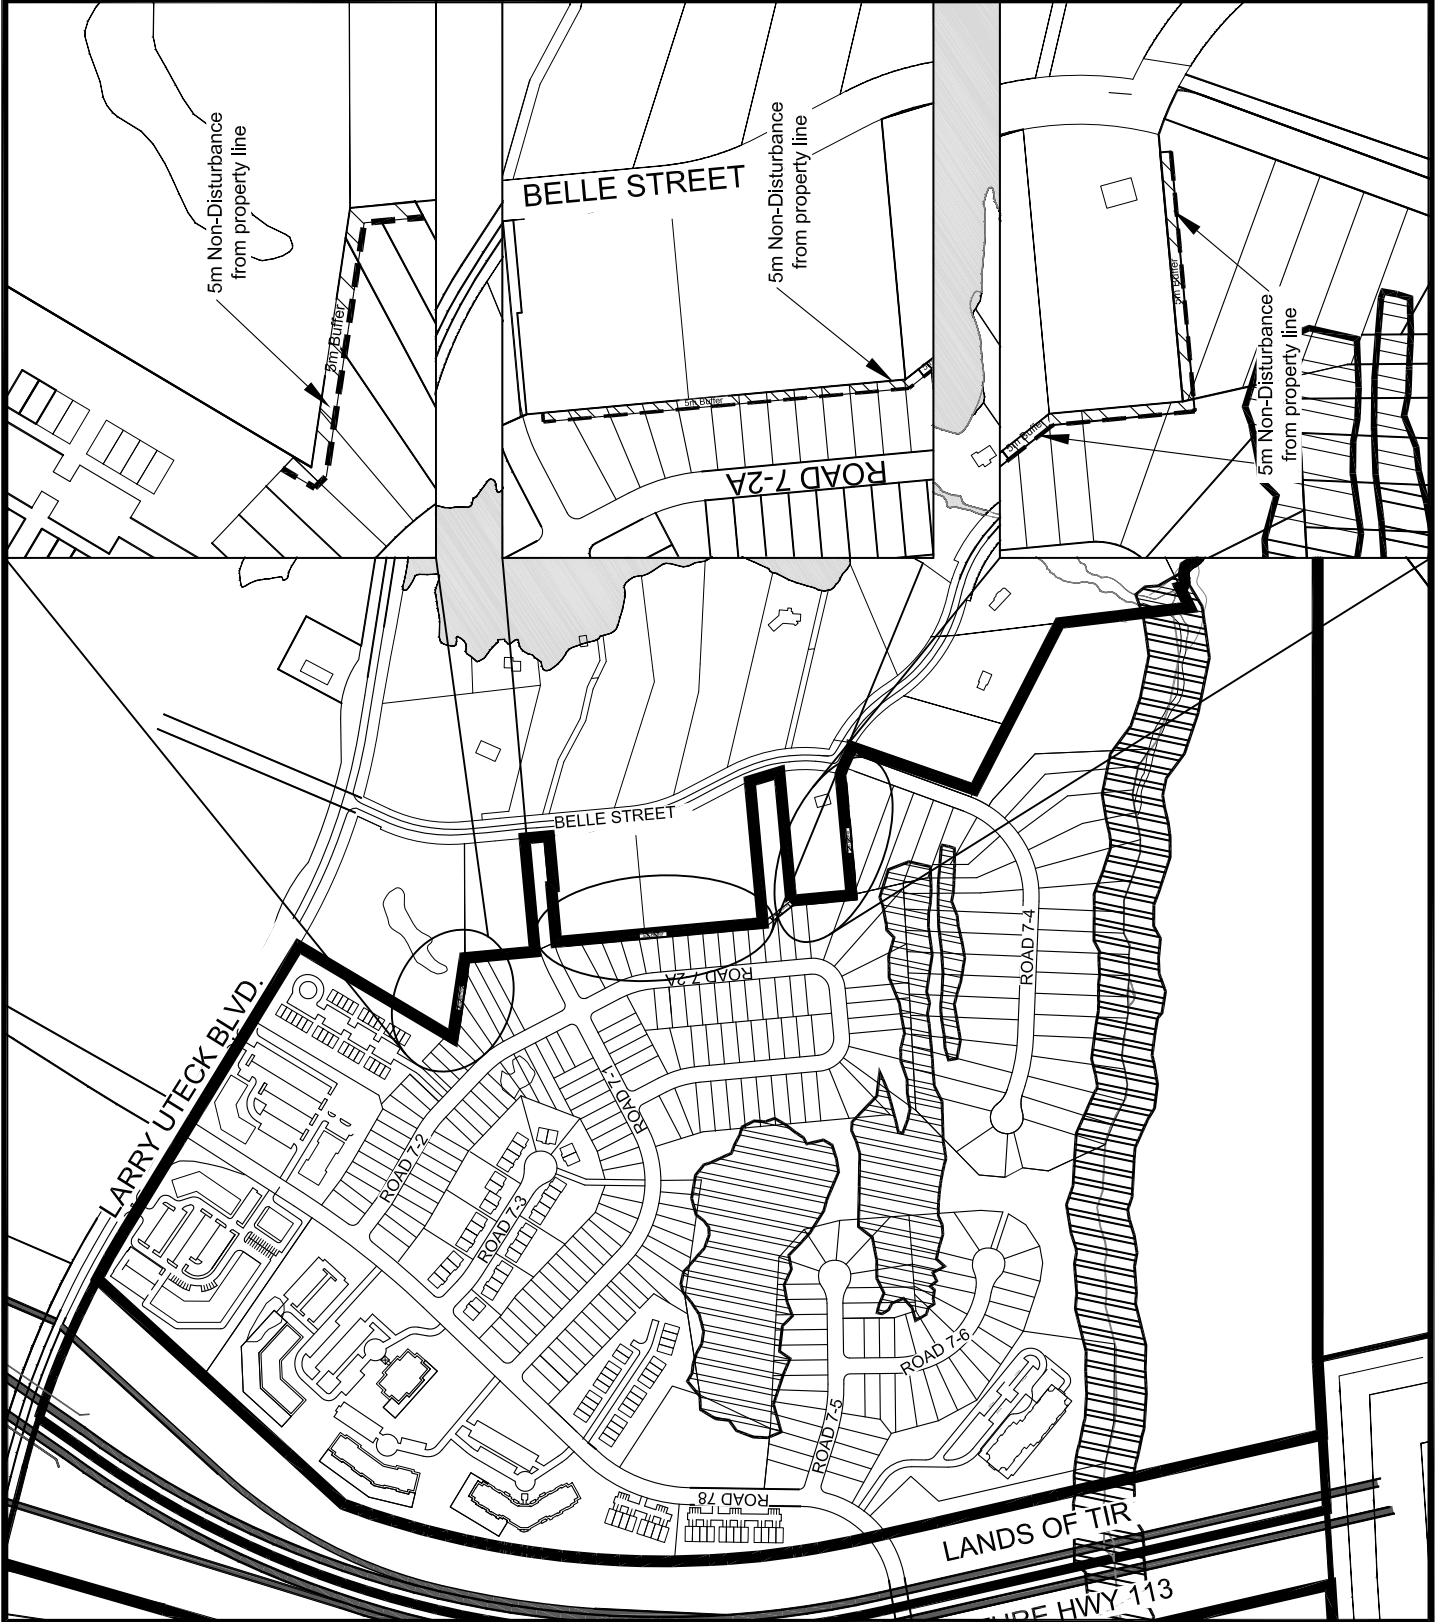 5m Non-Disturbance
from property line
5m Buffer
BELLE STREET
5m Non-Disturbance
from property line
5m Buffer
ROAD 7-2A
5m Buffer
5m Buffer
5m Non-Disturbance
from property line
BELLE STREET
LARRY UTECK BLVD.
ROAD 7-2A
ROAD 7-4
ROAD 7-1
ROAD 7-2
ROAD 7-3
ROAD 7-6
ROAD 7-5
ROAD 78
LANDS OF TIR
HWY 113